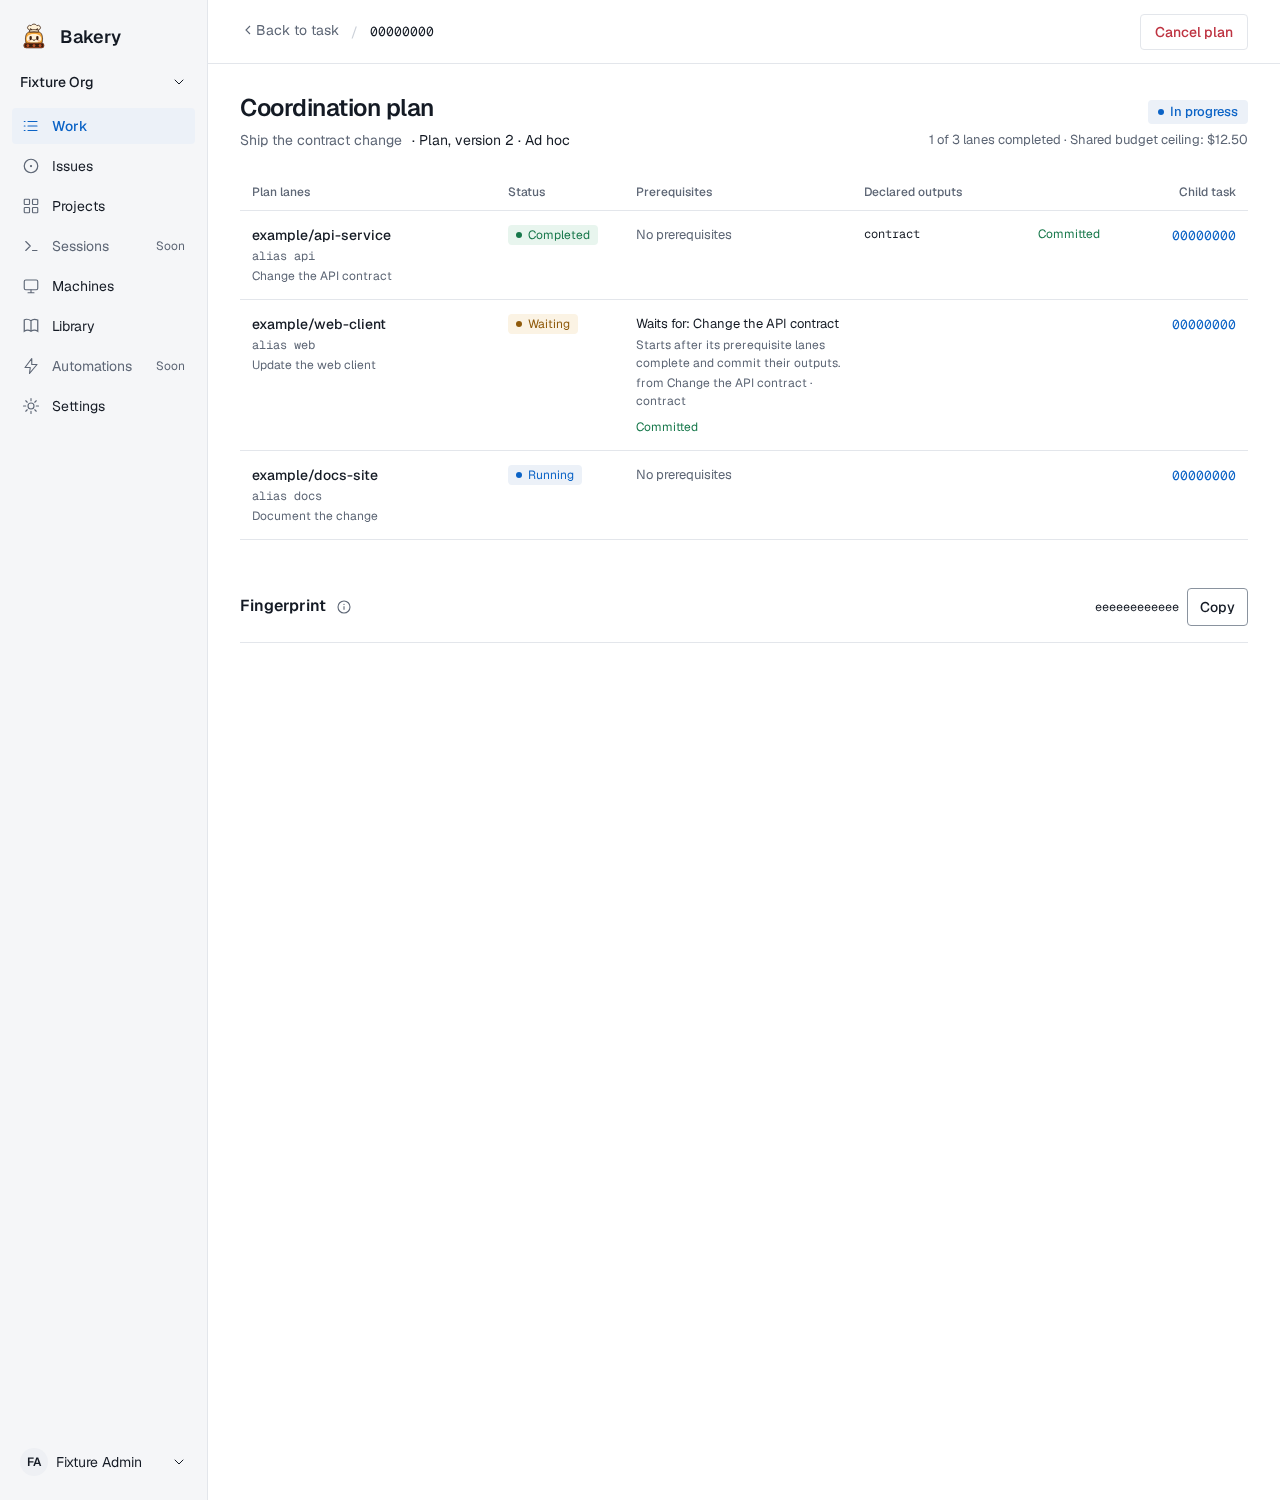 Bakery
Fixture Org
Work
Issues
Projects
Sessions Soon
Machines
Library
Automations Soon
Settings
FA Fixture Admin
Back to task / 00000000
Cancel plan
Coordination plan
In progress
Ship the contract change · Plan, version 2 · Ad hoc
1 of 3 lanes completed · Shared budget ceiling: $12.50
Plan lanes Status Prerequisites Declared outputs Child task
example/api-service Completed No prerequisites contract Committed 00000000
alias api
Change the API contract
example/web-client Waiting Waits for: Change the API contract 00000000
alias web
Update the web client
Starts after its prerequisite lanes
complete and commit their outputs.
from Change the API contract ·
contract
Committed
example/docs-site Running No prerequisites 00000000
alias docs
Document the change
Fingerprint
eeeeeeeeeeee Copy